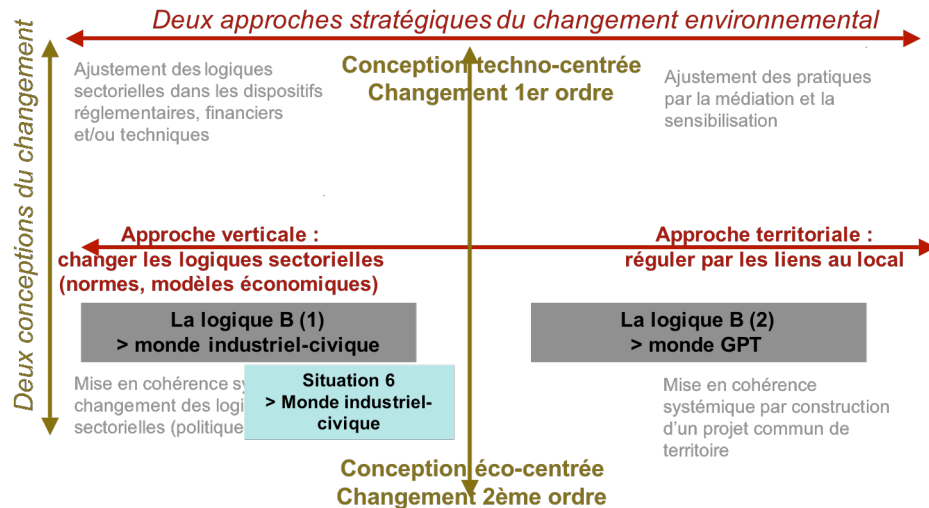 Deux approches stratégiques du changement environnemental
Deux conceptions du changement
Ajustement des logiques
sectorielles dans les dispositifs
réglementaires, financiers
et/ou techniques
Conception techno-centrée
Changement 1er ordre
Ajustement des pratiques
par la médiation et la
sensibilisation
Approche verticale :
changer les logiques sectorielles
(normes, modèles économiques)
Approche territoriale :
réguler par les liens au local
La logique B (1)
> monde industriel-civique
La logique B (2)
> monde GPT
Mise en cohérence
changement des
sectorielles
Situation 6
> Monde industriel-
civique
Mise en cohérence
systémique par construction
d'un projet commun de
territoire
Conception éco-centrée
Changement 2ème ordre